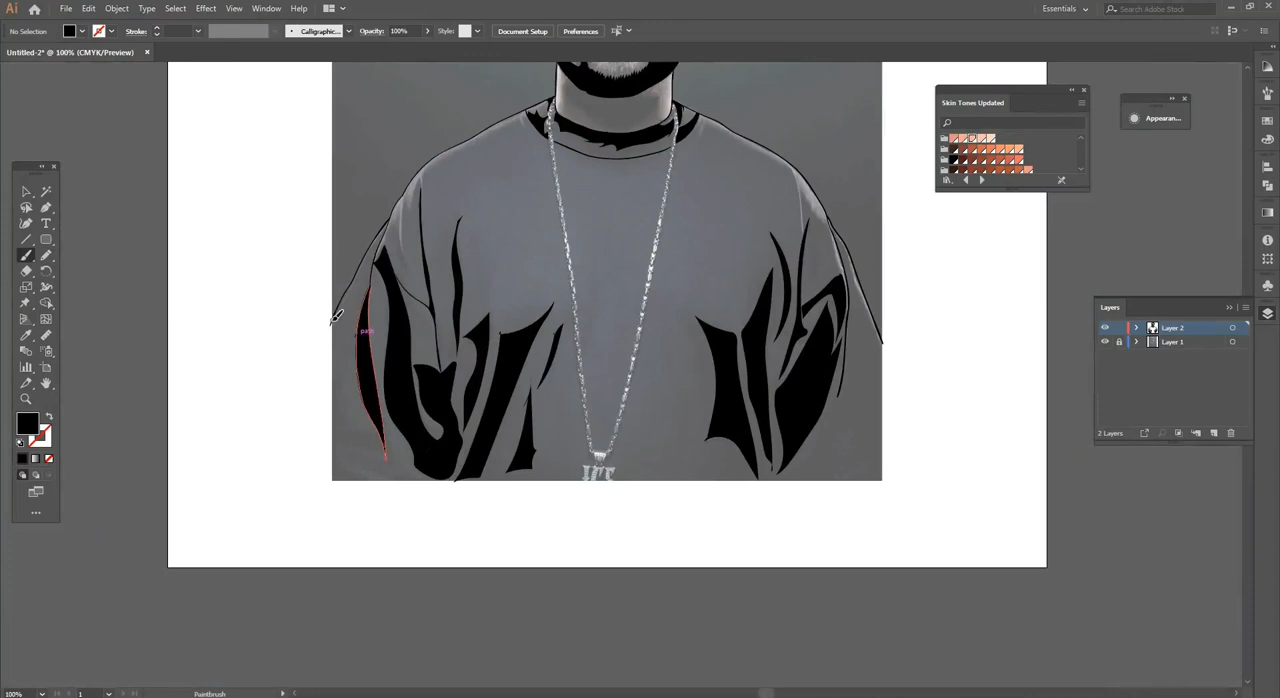 Ai File Edit Object Type Select Effect View Window Help Essentials Search Adobe Stock
No Selection Calligraphic... Opacity: 100% Style: Document Setup Preferences
Untitled-2* @ 100% (CMYK/Preview)
Skin Tones Updated
Appearan...
path
Layers
Layer 2
Layer 1
2 Layers
100% 1 Paintbrush